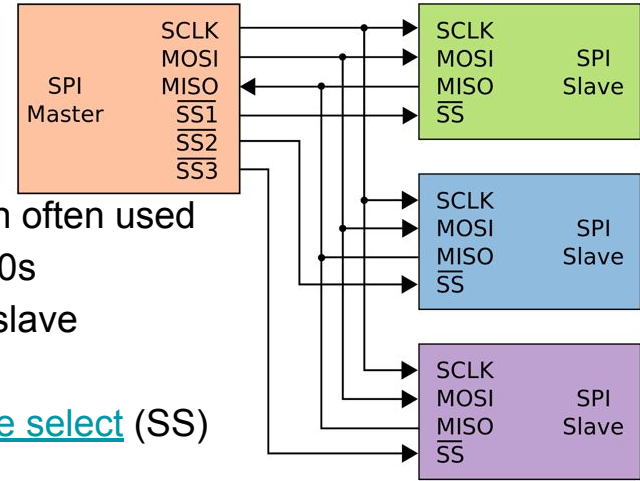 SPI
Master
SCLK
MOSI
MISO
SS1
SS2
SS3
SCLK
MOSI
MISO
SS
SPI
Slave
SCLK
MOSI
MISO
SS
SPI
Slave
SCLK
MOSI
MISO
SS
SPI
Slave
often used
0s
slave
select (SS)